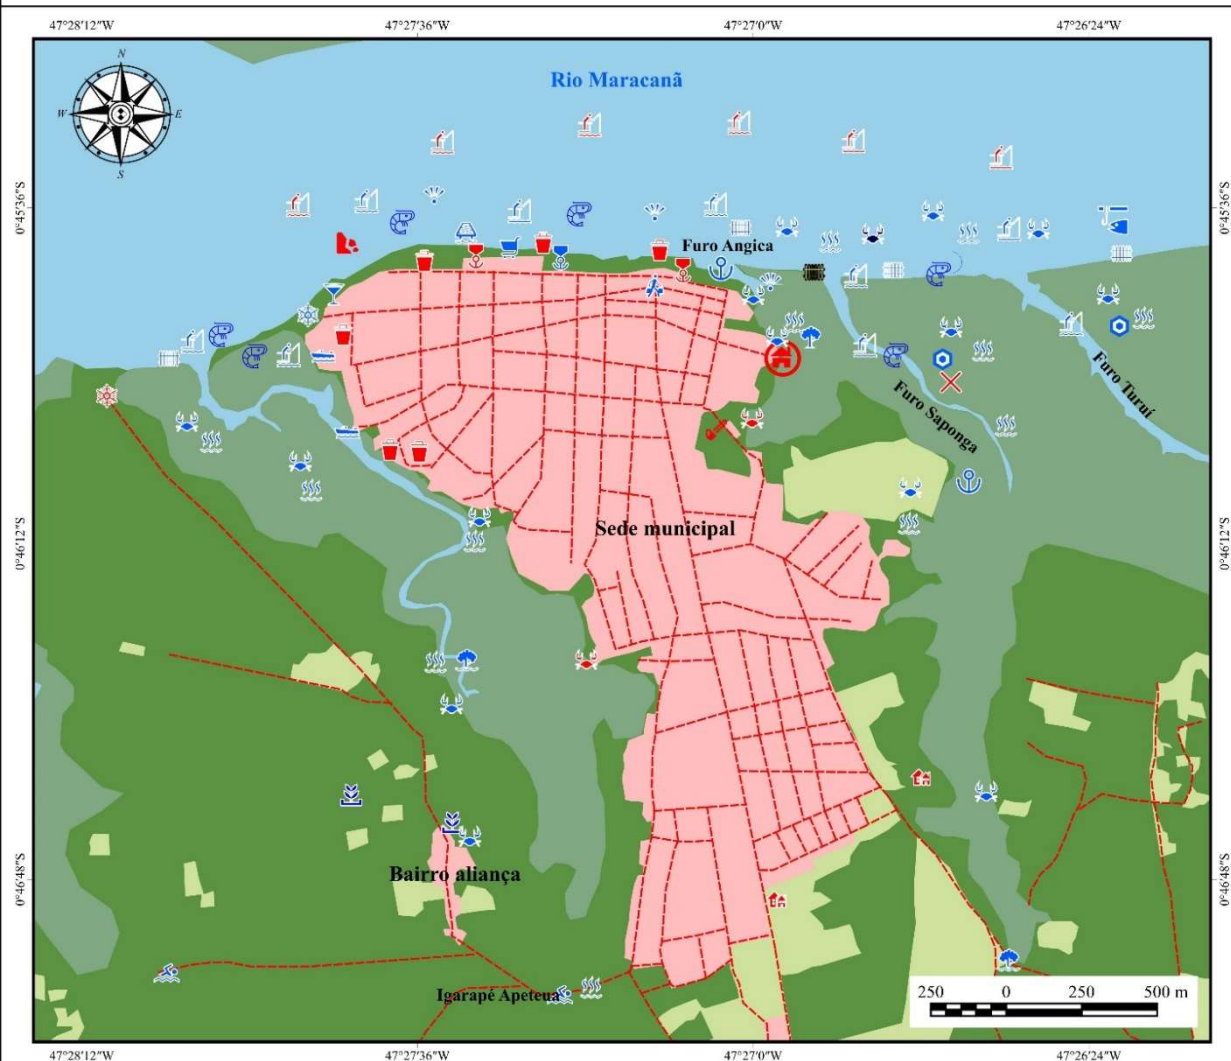 47°28'12"W 47°27'36"W 47°27'0"W 47°26'24"W
N
W E
S
Rio Maracanã
0°45'36"S 0°45'36"S
Furo Angica
Furo Turuí
Furo Saponga
Sede municipal
0°46'12"S 0°46'12"S
Bairro aliança
0°46'48"S 0°46'48"S
Igarapé Apeteua
250 0 250 500 m
47°28'12"W 47°27'36"W 47°27'0"W 47°26'24"W